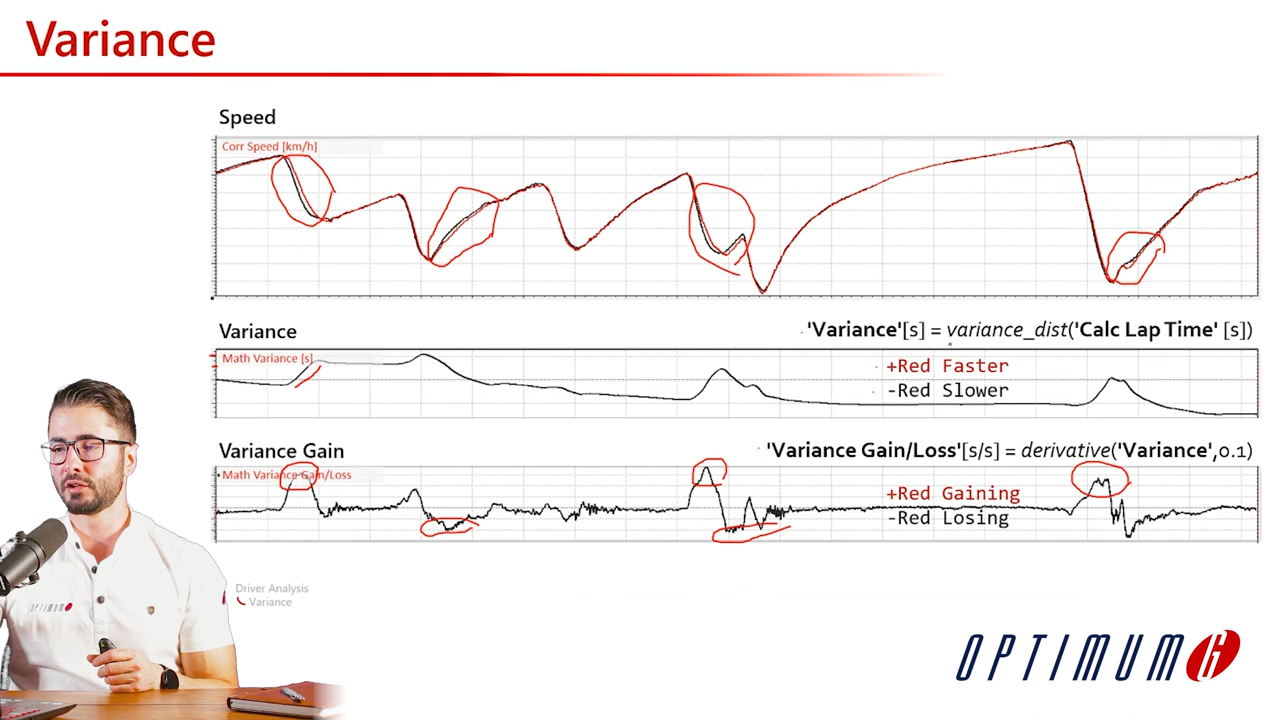 Variance
Speed
Corr Speed [km/h]
Variance
'Variance'[s] = variance_dist('Calc Lap Time' [s])
Math Variance [s]
+Red Faster
-Red Slower
Variance Gain
'Variance Gain/Loss'[s/s] = derivative('Variance',0.1)
Math Variance Gain/Loss
+Red Gaining
-Red Losing
Driver Analysis
Variance
OPTIMUM G
OPTIMUM G